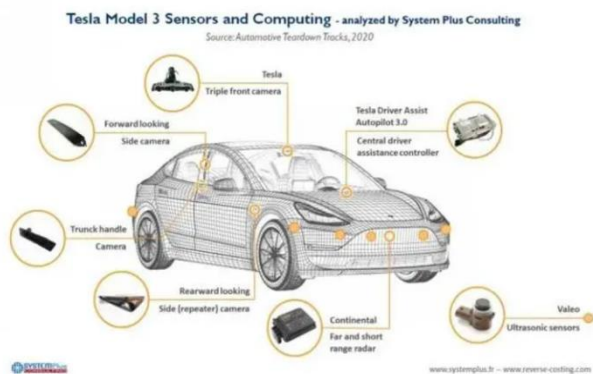 Tesla Model 3 Sensors and Computing - analyzed by System Plus Consulting
Source: Automotive Teardown Tracks, 2020
Tesla
Triple front camera
Forward looking
Side camera
Tesla Driver Assist
Autopilot 3.0
Central driver
assistance controller
Trunck handle
Camera
Rearward looking
Side (repeater) camera
Continental
Far and short
range radar
Valeo
Ultrasonic sensors
SYSTEMPlus
CONSULTING
www.systemplus.fr – www.reverse-costing.com